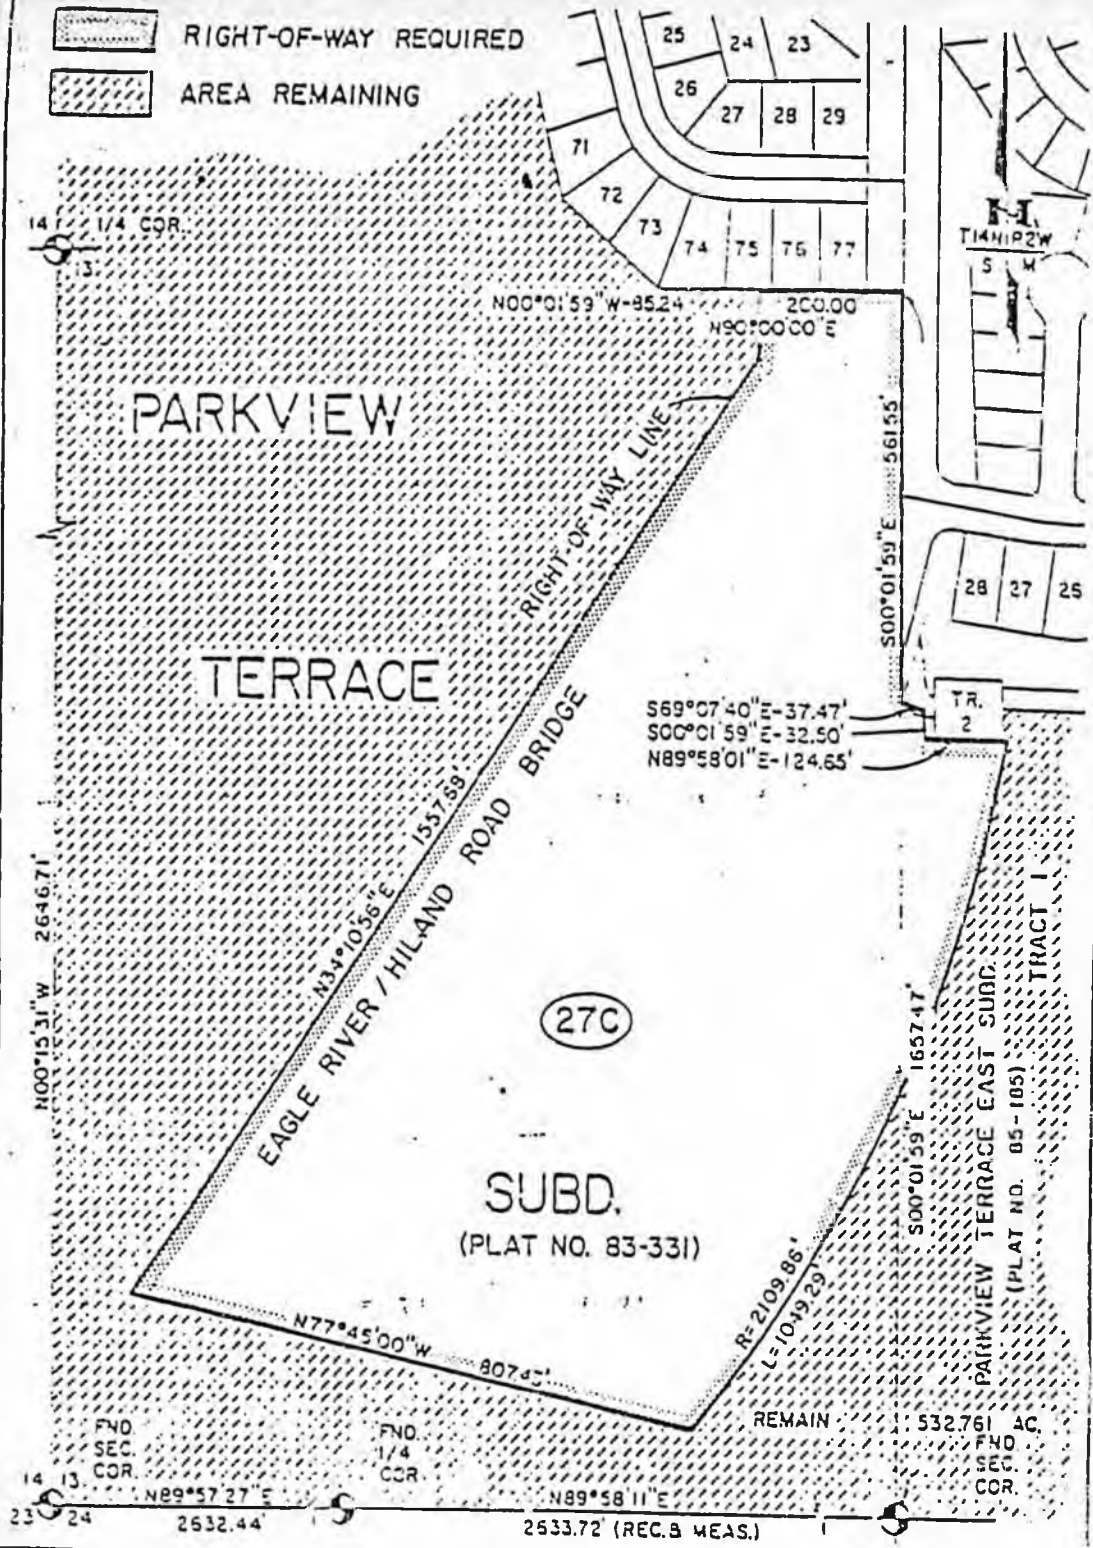 RIGHT-OF-WAY REQUIRED
AREA REMAINING
25
24
23
26
27
28
29
71
72
73
74
75
76
77
14
1/4 COR.
13
T14N R2W
S M
N00°01'59"W-85.24
200.00
N90°00'00"E
PARKVIEW
RIGHT-OF WAY LINE
S00°01'59"E 561.55'
28
27
TERRACE
S69°07'40"E-37.47'
S00°01'59"E-32.50'
N89°58'01"E-124.65'
TR.
2
N34°10'56"E 1557.68'
EAGLE RIVER / HILAND ROAD BRIDGE
N00°15'31"W 2646.71'
27C
S00°01'59"E 1657.47'
PARKVIEW TERRACE EAST SUBD.
(PLAT NO. 85-185)
TRACT 1
SUBD.
(PLAT NO. 83-331)
R=2109.86'
L=1049.29'
N77°45'00"W
REMAIN
532.761 AC.
FND.
SEC.
COR.
FND.
1/4
COR.
FND
SEC.
COR.
14 13
23 24
N89°57'27"E
2632.44'
N89°58'11"E
2633.72' (REC.& MEAS.)